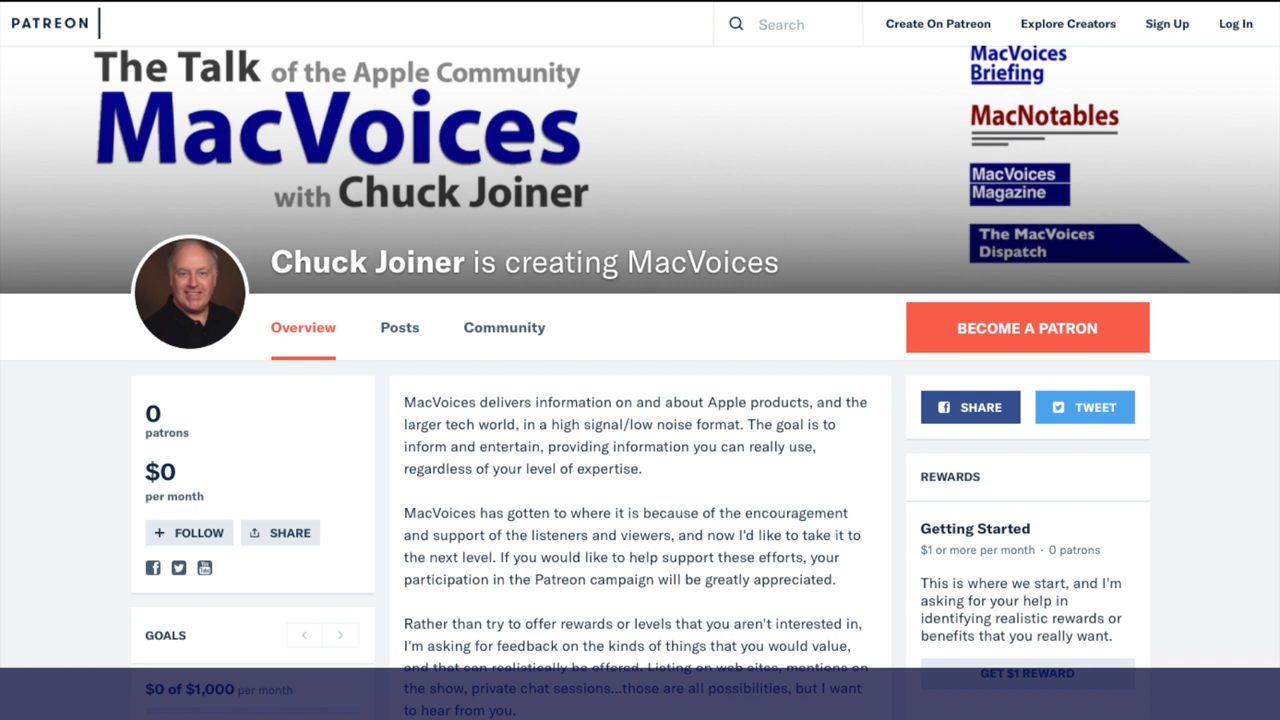 PATREON
Search
Create On Patreon
Explore Creators
Sign Up
Log In
The Talk of the Apple Community
MacVoices
with Chuck Joiner
MacVoices
Briefing
MacNotables
MacVoices
Magazine
The MacVoices
Dispatch
Chuck Joiner is creating MacVoices
Overview
Posts
Community
BECOME A PATRON
0
patrons
$0
per month
+ FOLLOW
SHARE
GOALS
$0 of $1,000 per month
MacVoices delivers information on and about Apple products, and the
larger tech world, in a high signal/low noise format. The goal is to
inform and entertain, providing information you can really use,
regardless of your level of expertise.
MacVoices has gotten to where it is because of the encouragement
and support of the listeners and viewers, and now I'd like to take it to
the next level. If you would like to help support these efforts, your
participation in the Patreon campaign will be greatly appreciated.
Rather than try to offer rewards or levels that you aren't interested in,
I'm asking for feedback on the kinds of things that you would value,
and that can realistically be offered. Listing on web sites, mentions on
the show, private chat sessions...those are all possibilities, but I want
to hear from you.
SHARE
TWEET
REWARDS
Getting Started
$1 or more per month · 0 patrons
This is where we start, and I'm
asking for your help in
identifying realistic rewards or
benefits that you really want.
GET $1 REWARD